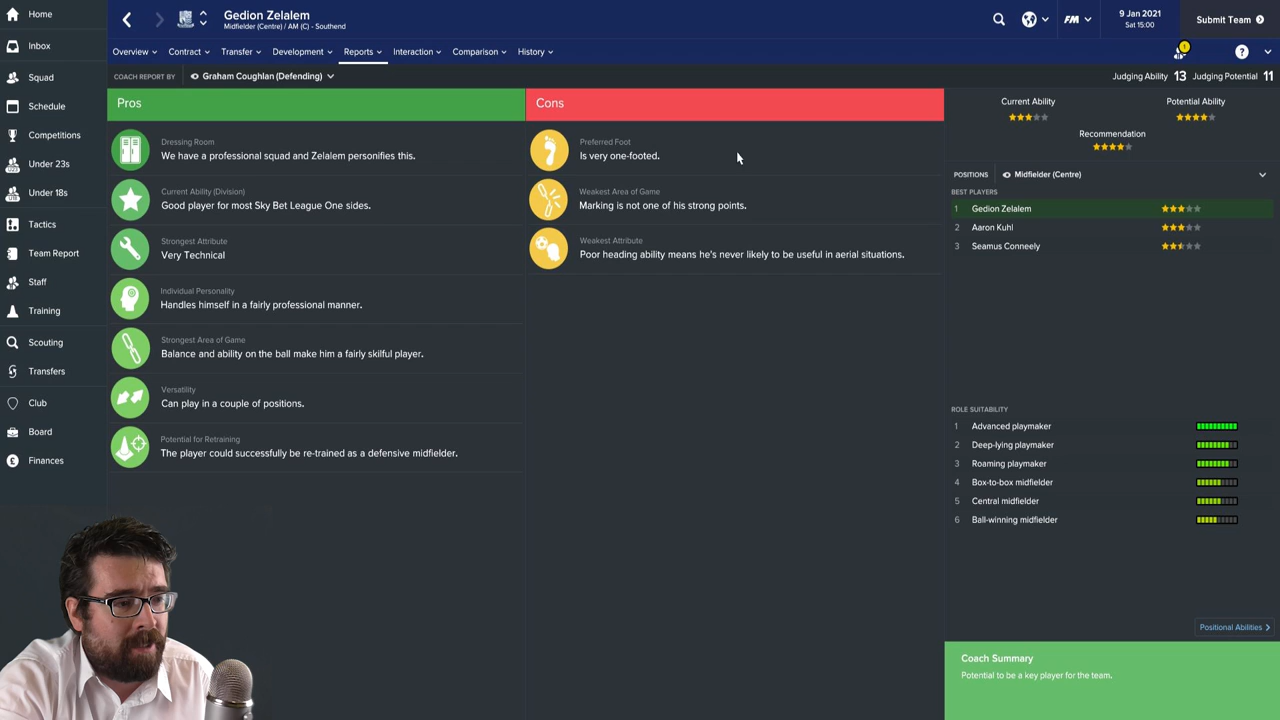 Home
Inbox
Squad
Schedule
Competitions
Under 23s
Under 18s
Tactics
Team Report
Staff
Training
Scouting
Transfers
Club
Board
Finances
Gedion Zelalem
Midfielder (Centre) / AM (C) - Southend
FM
9 Jan 2021
Sat 15:00
Submit Team
Overview
Contract
Transfer
Development
Reports
Interaction
Comparison
History
1
?
COACH REPORT BY Graham Coughlan (Defending)
Judging Ability 13 Judging Potential 11
Pros
Dressing Room
We have a professional squad and Zelalem personifies this.
Current Ability (Division)
Good player for most Sky Bet League One sides.
Strongest Attribute
Very Technical
Individual Personality
Handles himself in a fairly professional manner.
Strongest Area of Game
Balance and ability on the ball make him a fairly skilful player.
Versatility
Can play in a couple of positions.
Potential for Retraining
The player could successfully be re-trained as a defensive midfielder.
Cons
Preferred Foot
Is very one-footed.
Weakest Area of Game
Marking is not one of his strong points.
Weakest Attribute
Poor heading ability means he's never likely to be useful in aerial situations.
Current Ability
Potential Ability
Recommendation
POSITIONS Midfielder (Centre)
BEST PLAYERS
1 Gedion Zelalem
2 Aaron Kuhl
3 Seamus Conneely
ROLE SUITABILITY
1 Advanced playmaker
2 Deep-lying playmaker
3 Roaming playmaker
4 Box-to-box midfielder
5 Central midfielder
6 Ball-winning midfielder
Positional Abilities
Coach Summary
Potential to be a key player for the team.